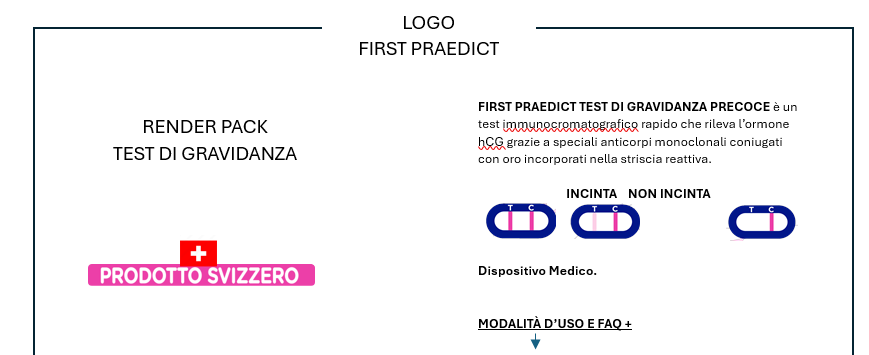 LOGO
FIRST PRAEDICT
RENDER PACK
TEST DI GRAVIDANZA
PRODOTTO SVIZZERO
FIRST PRAEDICT TEST DI GRAVIDANZA PRECOCE è un
test immunocromatografico rapido che rileva l'ormone
hCG grazie a speciali anticorpi monoclonali coniugati
con oro incorporati nella striscia reattiva.
INCINTA NON INCINTA
T C T C T C
Dispositivo Medico.
MODALITÀ D'USO E FAQ +